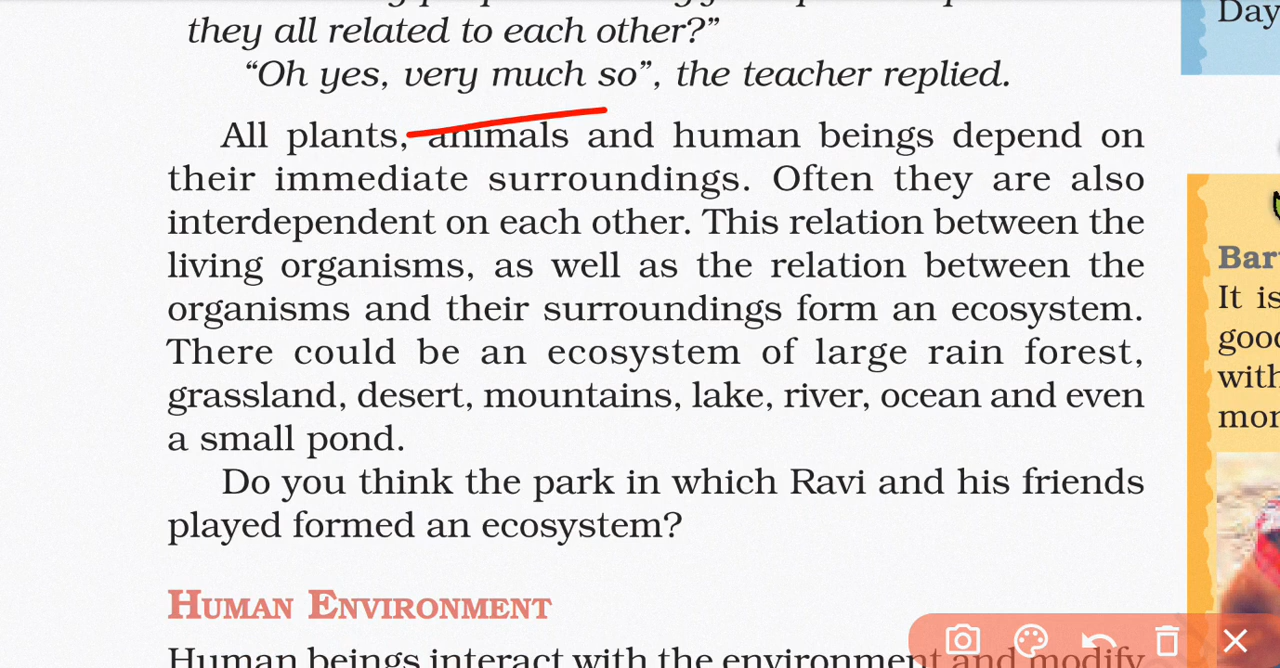 they all related to each other?”
“Oh yes, very much so”, the teacher replied.
All plants, animals and human beings depend on
their immediate surroundings. Often they are also
interdependent on each other. This relation between the
living organisms, as well as the relation between the
organisms and their surroundings form an ecosystem.
There could be an ecosystem of large rain forest,
grassland, desert, mountains, lake, river, ocean and even
a small pond.
Do you think the park in which Ravi and his friends
played formed an ecosystem?
HUMAN ENVIRONMENT
Human beings interact with the environment and modify
Day
Bar
It is
good
with
mor